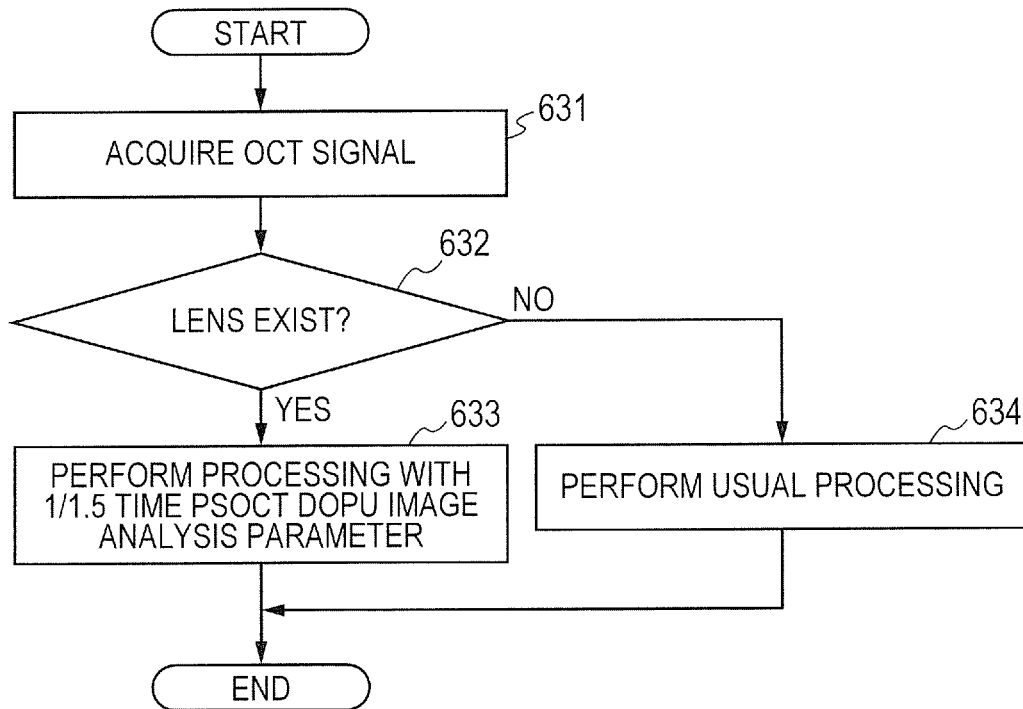 START
631
ACQUIRE OCT SIGNAL
632
LENS EXIST?
NO
YES
633
PERFORM PROCESSING WITH
1/1.5 TIME PSOCT DOPU IMAGE
ANALYSIS PARAMETER
634
PERFORM USUAL PROCESSING
END